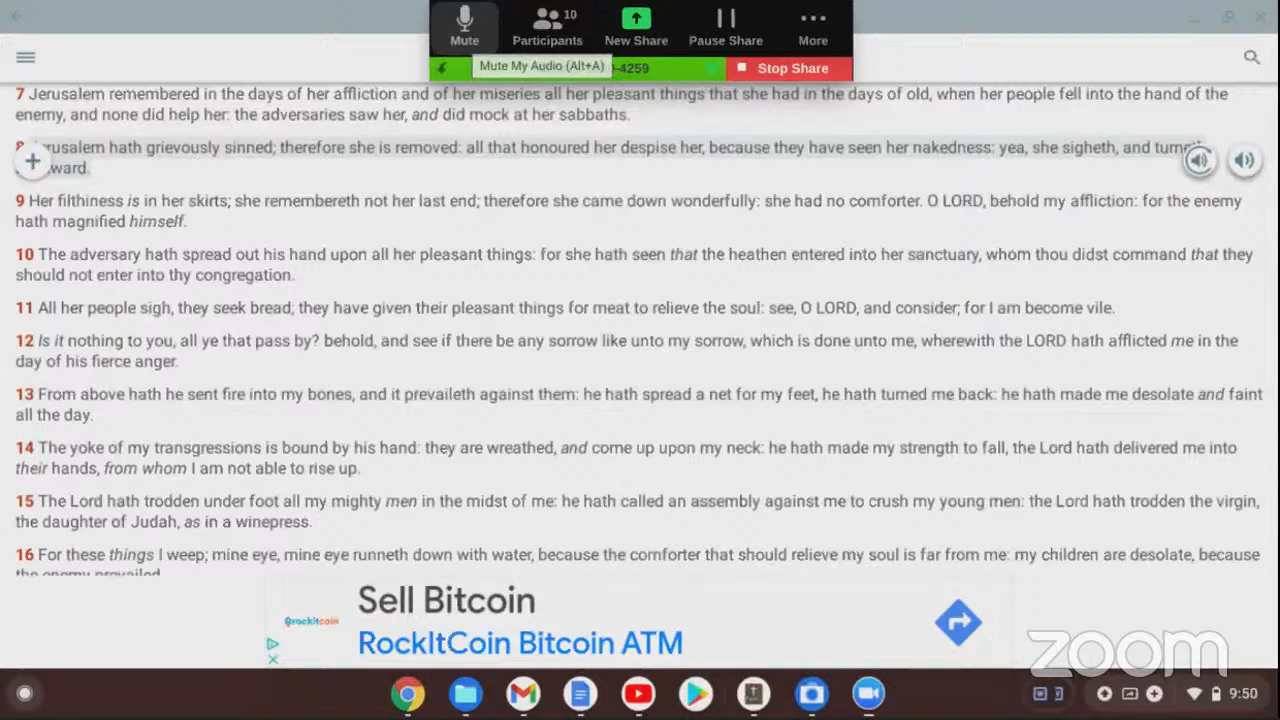 10
Mute
Participants
New Share
Pause Share
More
Mute My Audio (Alt+A)
-4259
Stop Share
7 Jerusalem remembered in the days of her affliction and of her miseries all her pleasant things that she had in the days of old, when her people fell into the hand of the
enemy, and none did help her: the adversaries saw her, and did mock at her sabbaths.
hath grievously sinned; therefore she is removed: all that honoured her despise her, because they have seen her nakedness: yea, she sigheth, and
9 Her filthiness is in her skirts; she remembereth not her last end; therefore she came down wonderfully: she had no comforter. O LORD, behold my affliction: for the enemy
hath magnified himself.
10 The adversary hath spread out his hand upon all her pleasant things: for she hath seen that the heathen entered into her sanctuary, whom thou didst command that they
should not enter into thy congregation.
11 All her people sigh, they seek bread; they have given their pleasant things for meat to relieve the soul: see, O LORD, and consider; for I am become vile.
12 Is it nothing to you, all ye that pass by? behold, and see if there be any sorrow like unto my sorrow, which is done unto me, wherewith the LORD hath afflicted me in the
day of his fierce anger.
13 From above hath he sent fire into my bones, and it prevaileth against them: he hath spread a net for my feet, he hath turned me back: he hath made me desolate and faint
all the day.
14 The yoke of my transgressions is bound by his hand: they are wreathed, and come up upon my neck: he hath made my strength to fall, the Lord hath delivered me into
their hands, from whom I am not able to rise up.
15 The Lord hath trodden under foot all my mighty men in the midst of me: he hath called an assembly against me to crush my young men: the Lord hath trodden the virgin,
the daughter of Judah, as in a winepress.
16 For these things I weep; mine eye, mine eye runneth down with water, because the comforter that should relieve my soul is far from me: my children are desolate, because
the enemy prevailed.
Sell Bitcoin
rockitcoin
RockItCoin Bitcoin ATM
zoom
9:50